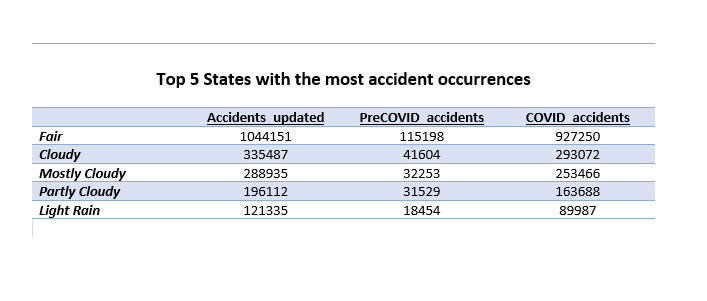 Top 5 States with the most accident occurrences
Accidents_updated PreCOVID_accidents COVID_accidents
Fair 1044151 115198 927250
Cloudy 335487 41604 293072
Mostly Cloudy 288935 32253 253466
Partly Cloudy 196112 31529 163688
Light Rain 121335 18454 89987